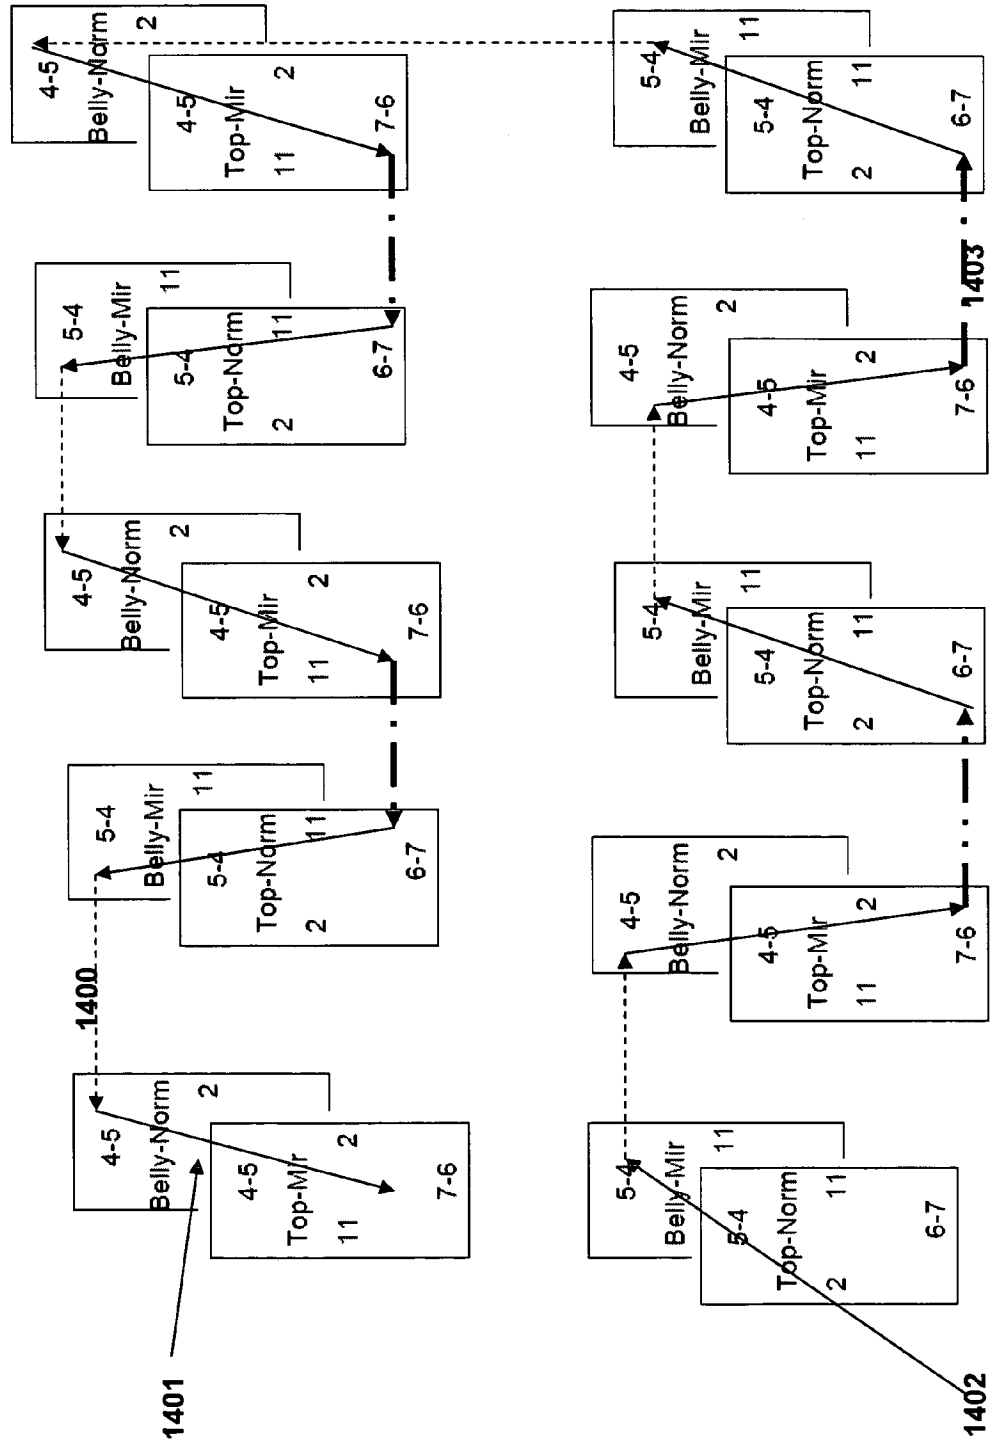 1401
4-5
Belly-Norm
2
4-5
Top-Mir
11 2
7-6
1400
5-4
Belly-Mir
11
5-4
Top-Norm
2 11
6-7
4-5
Belly-Norm
2
4-5
Top-Mir
11 2
7-6
5-4
Belly-Mir
11
5-4
Top-Norm
2 11
6-7
4-5
Belly-Norm
2
4-5
Top-Mir
11 2
7-6
1402
5-4
Belly-Mir
11
5-4
Top-Norm
2 11
6-7
4-5
Belly-Norm
2
4-5
Top-Mir
11 2
7-6
5-4
Belly-Mir
11
5-4
Top-Norm
2 11
6-7
4-5
Belly-Norm
2
4-5
Top-Mir
11 2
7-6
1403
5-4
Belly-Mir
11
5-4
Top-Norm
2 11
6-7